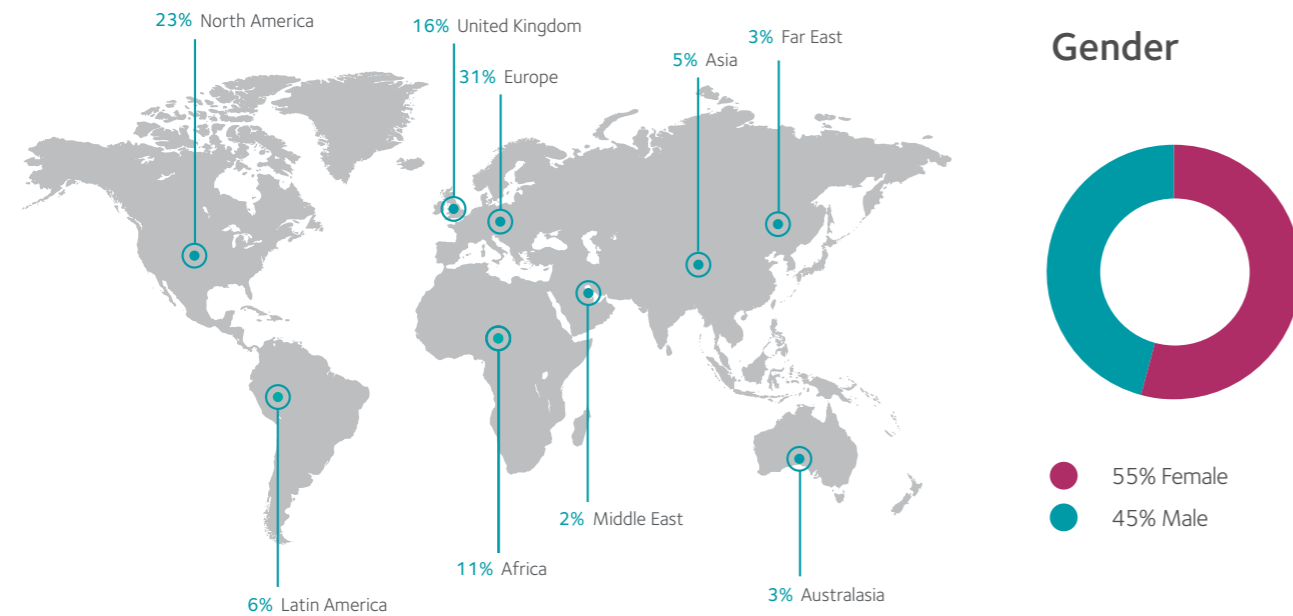 23% North America
16% United Kingdom
31% Europe
5% Asia
3% Far East
2% Middle East
11% Africa
6% Latin America
3% Australasia
Gender
55% Female
45% Male